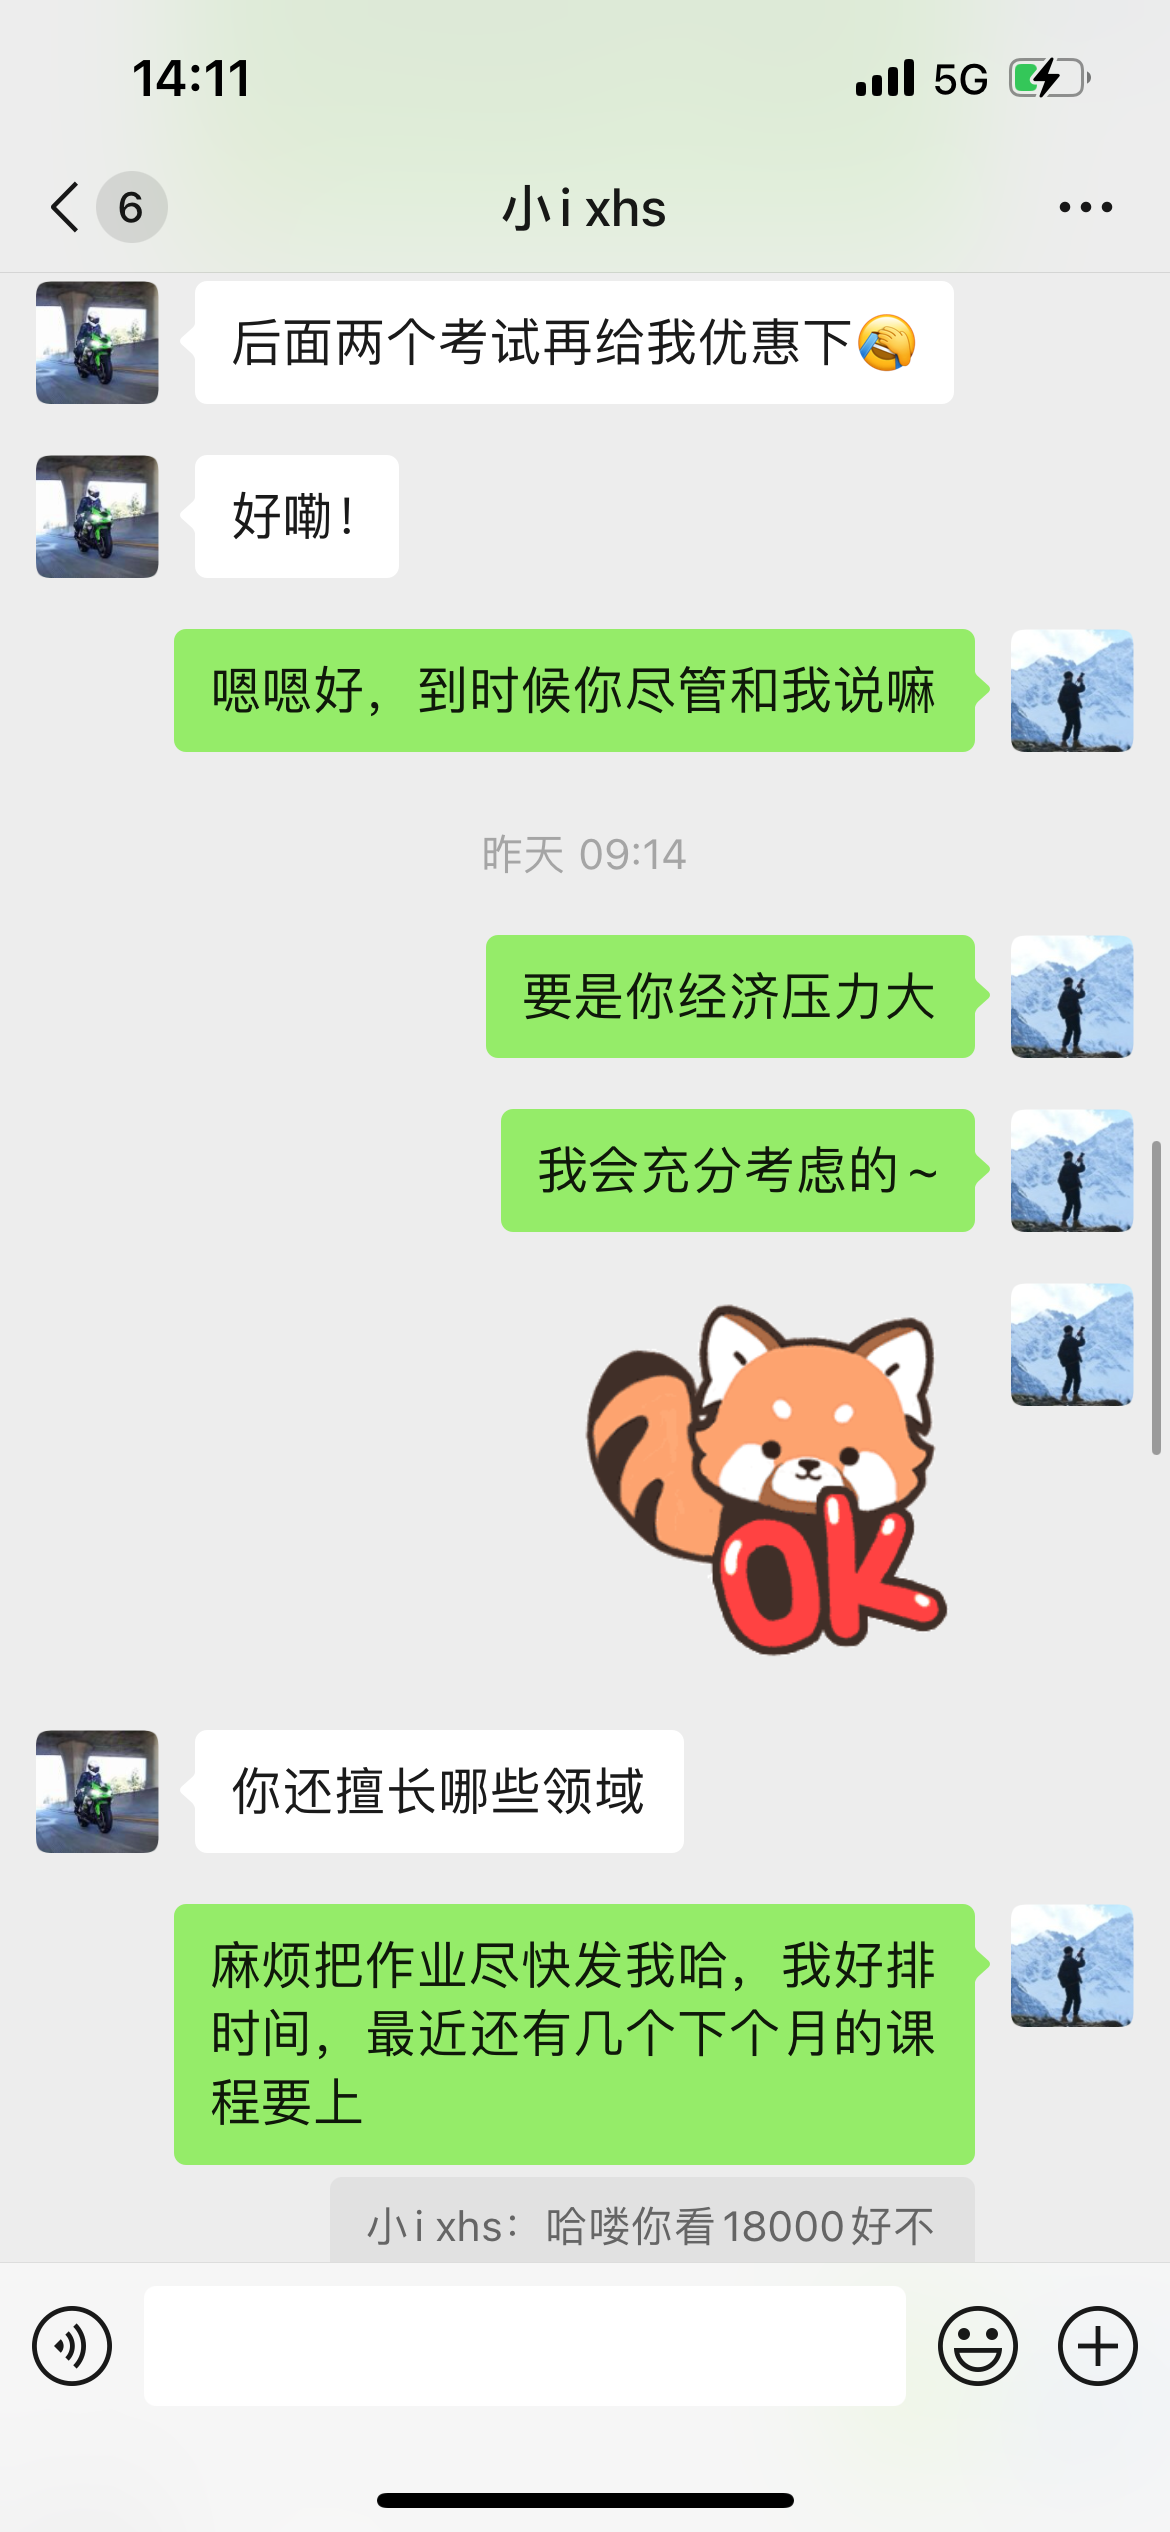 14:11
5G
6
小i xhs
后面两个考试再给我优惠下🤣
好嘞！
嗯嗯好，到时候你尽管和我说嘛
昨天 09:14
要是你经济压力大
我会充分考虑的~
OK
你还擅长哪些领域
麻烦把作业尽快发我哈，我好排
时间，最近还有几个下个月的课
程要上
小i xhs：哈喽你看18000好不